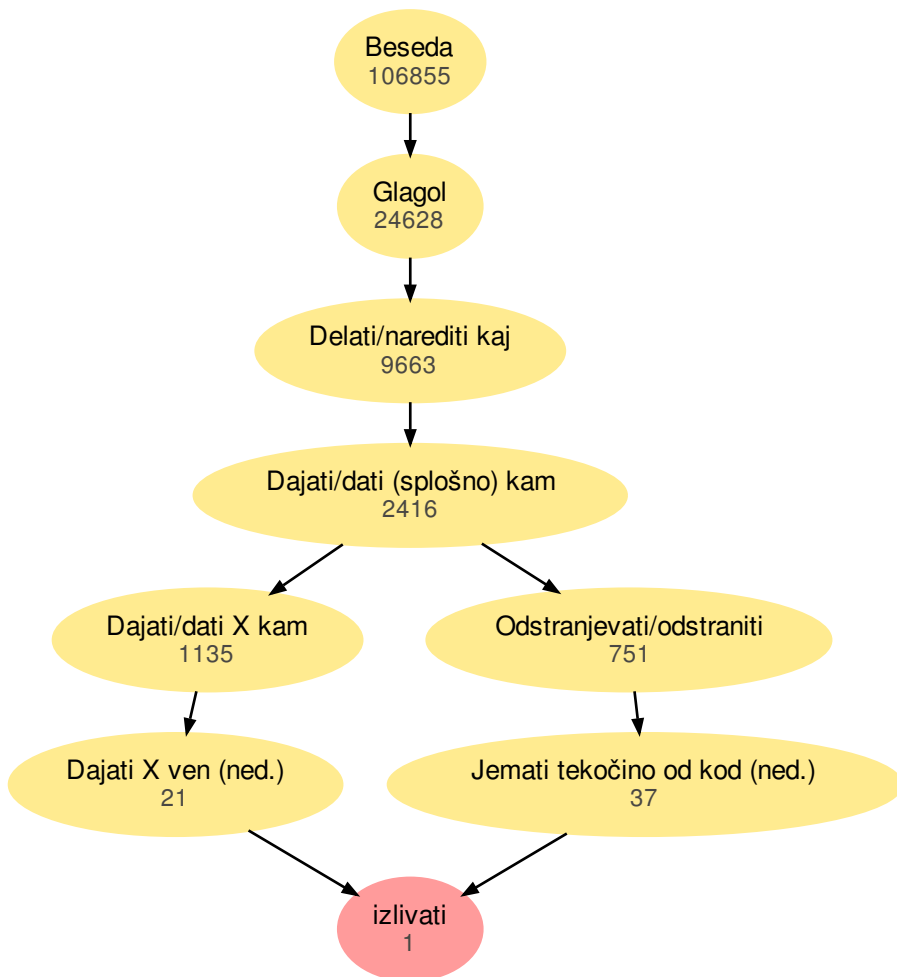 Beseda
106855
Glagol
24628
Delati/narediti kaj
9663
Dajati/dati (splošno) kam
2416
Dajati/dati X kam
1135
Odstranjevati/odstraniti
751
Dajati X ven (ned.)
21
Jemati tekočino od kod (ned.)
37
izlivati
1